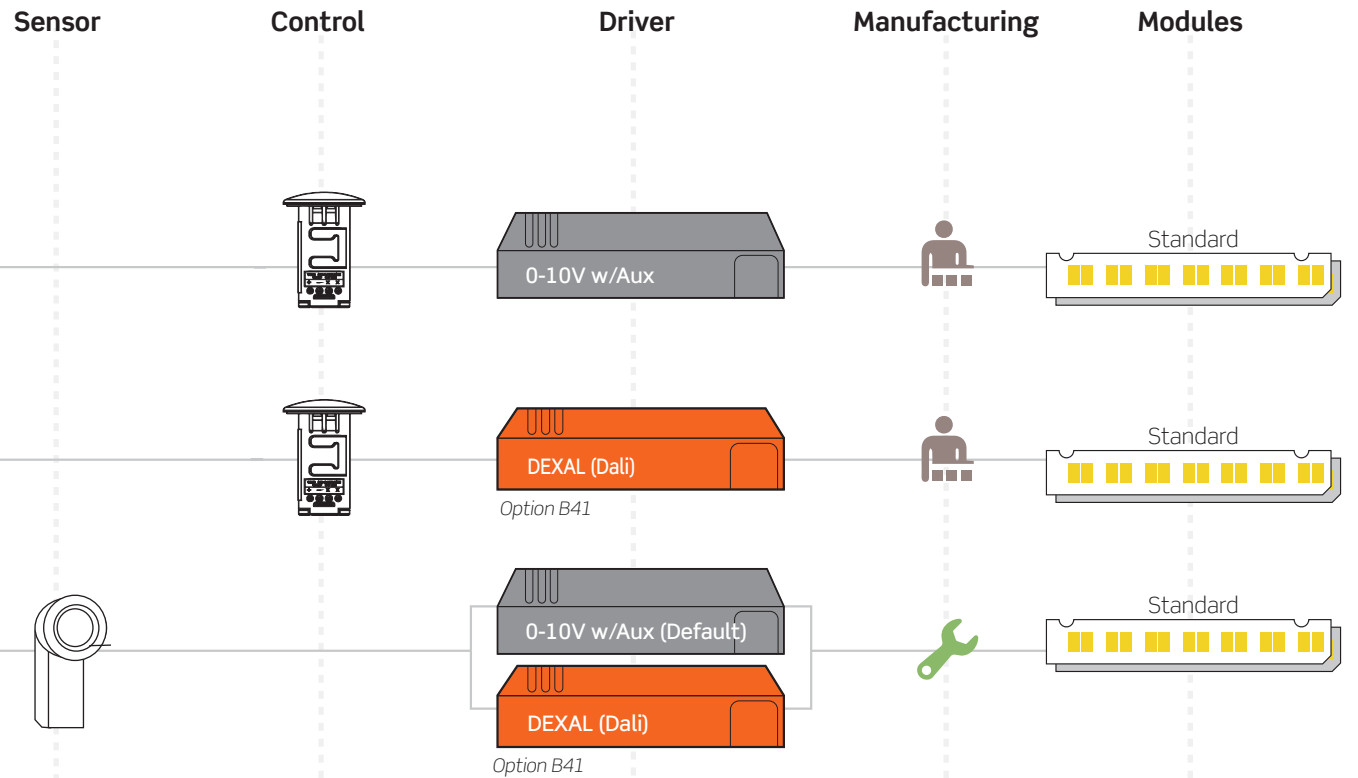 Sensor
Control
Driver
Manufacturing
Modules
0-10V w/Aux
Standard
DEXAL (Dali)
Option B41
Standard
0-10V w/Aux (Default)
Standard
DEXAL (Dali)
Option B41